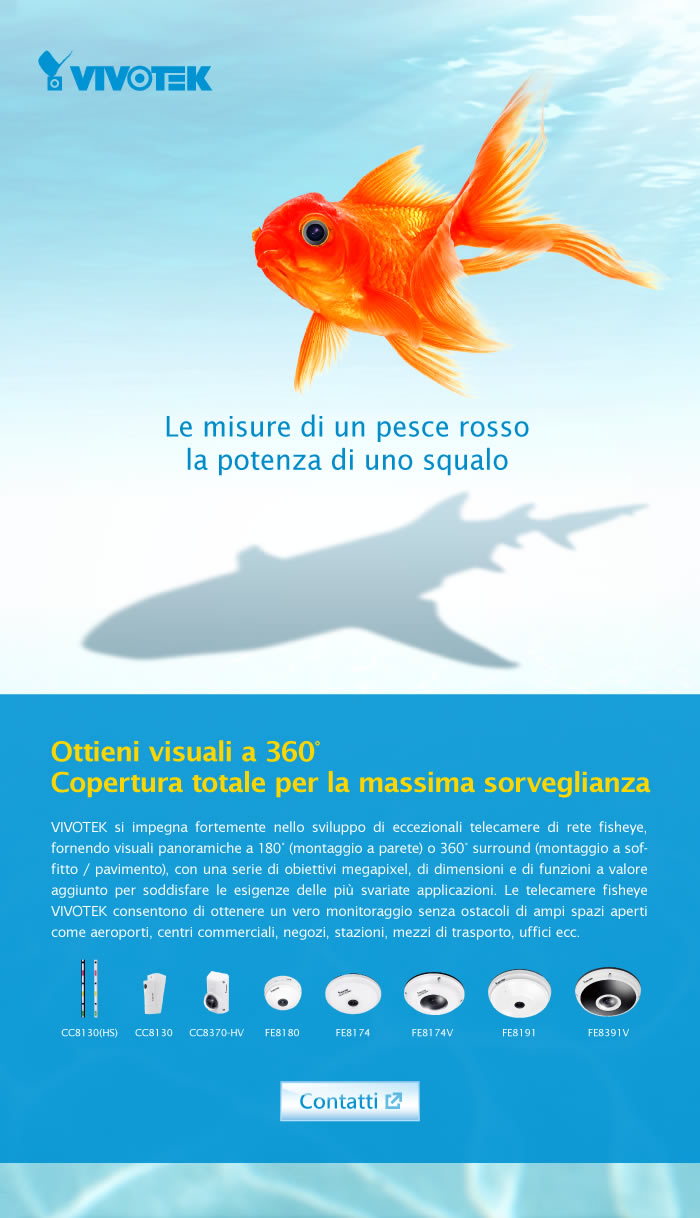 VIVOTEK
Le misure di un pesce rosso
la potenza di uno squalo
Ottieni visuali a 360°
Copertura totale per la massima sorveglianza
VIVOTEK si impegna fortemente nello sviluppo di eccezionali telecamere di rete fisheye,
fornendo visuali panoramiche a 180° (montaggio a parete) o 360° surround (montaggio a sof-
fitto / pavimento), con una serie di obiettivi megapixel, di dimensioni e di funzioni a valore
aggiunto per soddisfare le esigenze delle più svariate applicazioni. Le telecamere fisheye
VIVOTEK consentono di ottenere un vero monitoraggio senza ostacoli di ampi spazi aperti
come aeroporti, centri commerciali, negozi, stazioni, mezzi di trasporto, uffici ecc.
CC8130(HS) CC8130 CC8370-HV FE8180 FE8174 FE8174V FE8191 FE8391V
Contatti